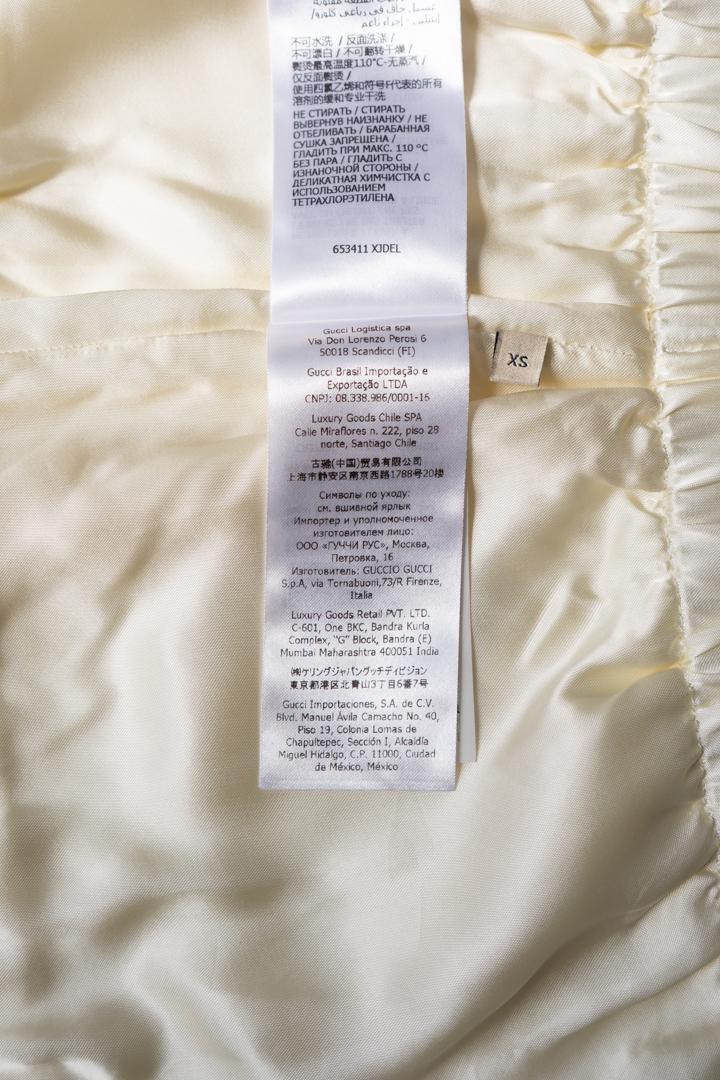 غسيل جاف في رباعي كلورو/
إيثيلين - إجراء ناعم
不可水洗 / 反面洗涤 /
不可漂白 / 不可翻转干燥 /
熨烫最高温度110°C-无蒸汽 /
仅反面熨烫 /
使用四氯乙烯和符号F代表的所有
溶剂的缓和专业干洗
НЕ СТИРАТЬ / СТИРАТЬ
ВЫВЕРНУВ НАИЗНАНКУ / НЕ
ОТБЕЛИВАТЬ / БАРАБАННАЯ
СУШКА ЗАПРЕЩЕНА /
ГЛАДИТЬ ПРИ МАКС. 110 °C
БЕЗ ПАРА / ГЛАДИТЬ С
ИЗНАНОЧНОЙ СТОРОНЫ /
ДЕЛИКАТНАЯ ХИМЧИСТКА С
ИСПОЛЬЗОВАНИЕМ
ТЕТРАХЛОРЭТИЛЕНА
653411 XJDEL
Gucci Logistica spa
Via Don Lorenzo Perosi 6
50018 Scandicci (FI)
XS
Gucci Brasil Importação e
Exportação LTDA
CNPJ: 08.338.986/0001-16
Luxury Goods Chile SPA
Calle Miraflores n. 222, piso 28
norte, Santiago Chile
古驰(中国)贸易有限公司
上海市静安区南京西路1788号20楼
Символы по уходу:
см. вшивной ярлык
Импортер и уполномоченное
изготовителем лицо:
ООО «ГУЧЧИ РУС», Москва,
Петровка, 16
Изготовитель: GUCCIO GUCCI
S.p.A, via Tornabuoni,73/R Firenze,
Italia
Luxury Goods Retail PVT. LTD.
C-601, One BKC, Bandra Kurla
Complex, "G" Block, Bandra (E)
Mumbai Maharashtra 400051 India
㈱ケリングジャパングッチディビジョン
東京都港区北青山3丁目6番7号
Gucci Importaciones, S.A. de C.V.
Blvd. Manuel Ávila Camacho No. 40,
Piso 19, Colonia Lomas de
Chapultepec, Sección I, Alcaldía
Miguel Hidalgo, C.P. 11000, Ciudad
de México, México